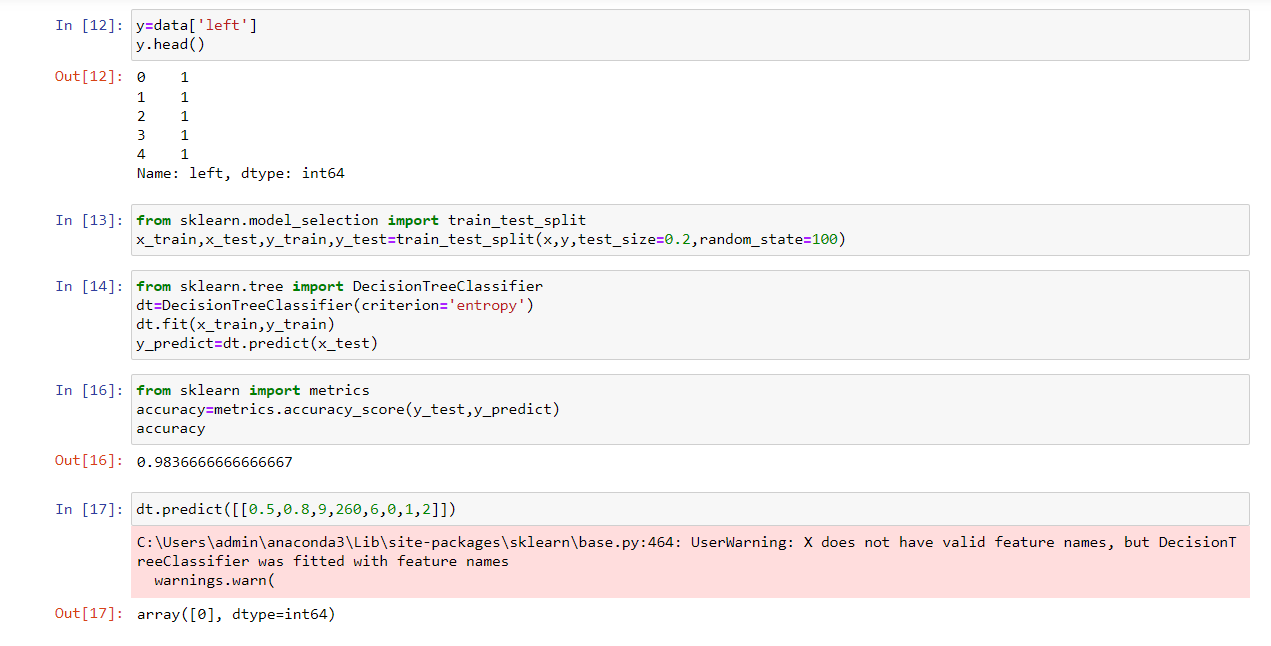 In [12]: y=data['left']
y.head()
Out[12]: 0    1
1    1
2    1
3    1
4    1
Name: left, dtype: int64
In [13]: from sklearn.model_selection import train_test_split
x_train,x_test,y_train,y_test=train_test_split(x,y,test_size=0.2,random_state=100)
In [14]: from sklearn.tree import DecisionTreeClassifier
dt=DecisionTreeClassifier(criterion='entropy')
dt.fit(x_train,y_train)
y_predict=dt.predict(x_test)
In [16]: from sklearn import metrics
accuracy=metrics.accuracy_score(y_test,y_predict)
accuracy
Out[16]: 0.9836666666666667
In [17]: dt.predict([[0.5,0.8,9,260,6,0,1,2]])
C:\Users\admin\anaconda3\Lib\site-packages\sklearn\base.py:464: UserWarning: X does not have valid feature names, but DecisionT
reeClassifier was fitted with feature names
  warnings.warn(
Out[17]: array([0], dtype=int64)